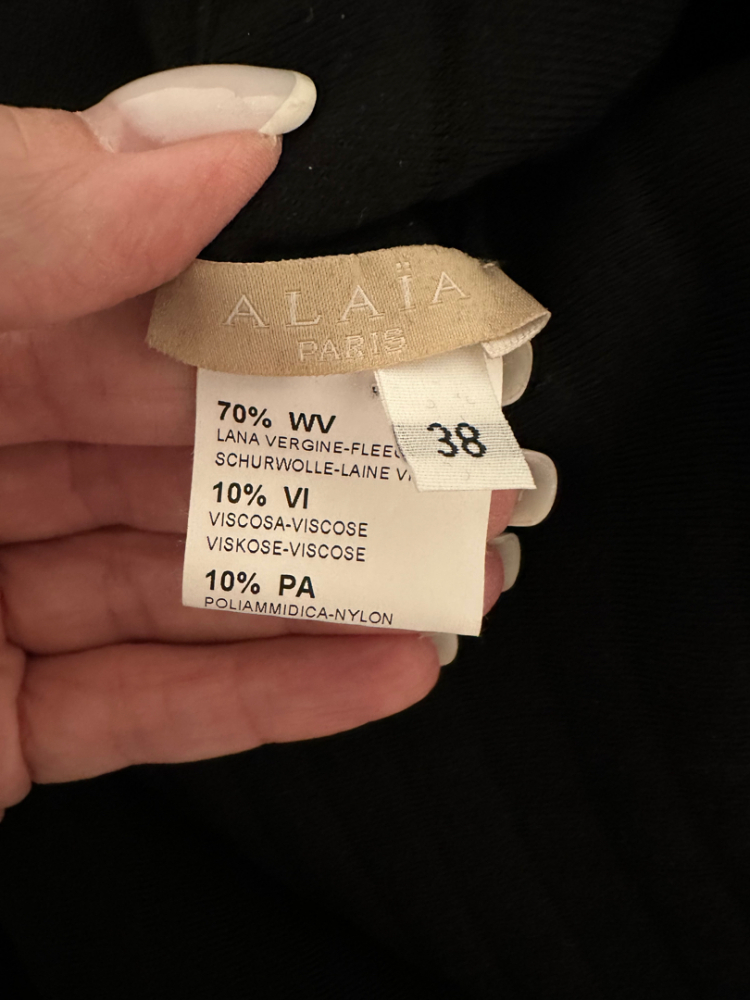 ALAÏA
PARIS
38
70% WV
LANA VERGINE-
SCHURWOLLE-LAINE
10% VI
VISCOSA-VISCOSE
VISKOSE-VISCOSE
10% PA
POLIAMMIDICA-NYLON